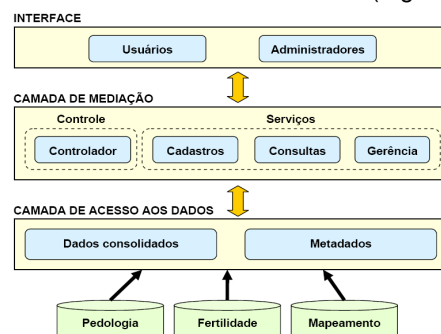 INTERFACE
Usuários Administradores
CAMADA DE MEDIAÇÃO
Controle Serviços
Controlador Cadastros Consultas Gerência
CAMADA DE ACESSO AOS DADOS
Dados consolidados Metadados
Pedologia Fertilidade Mapeamento